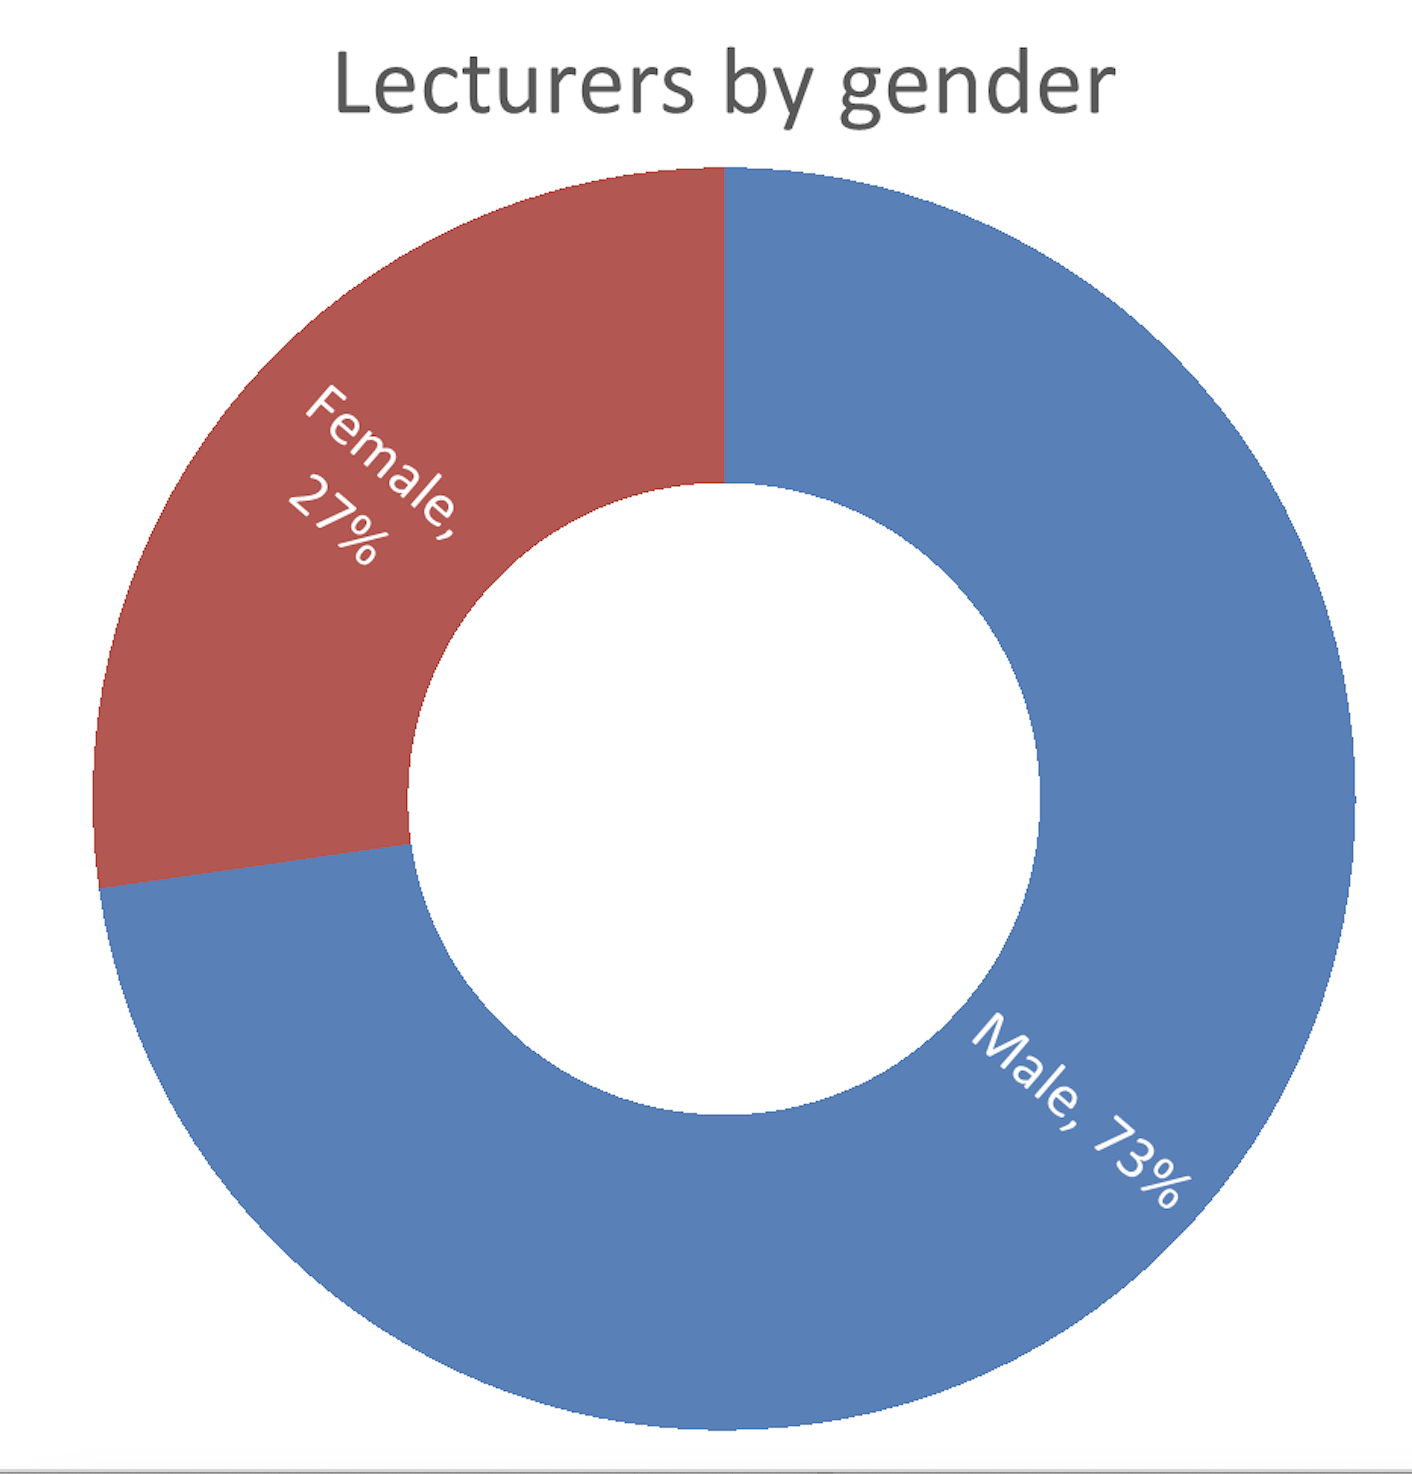 Lecturers by gender
Female,
27%
Male, 73%